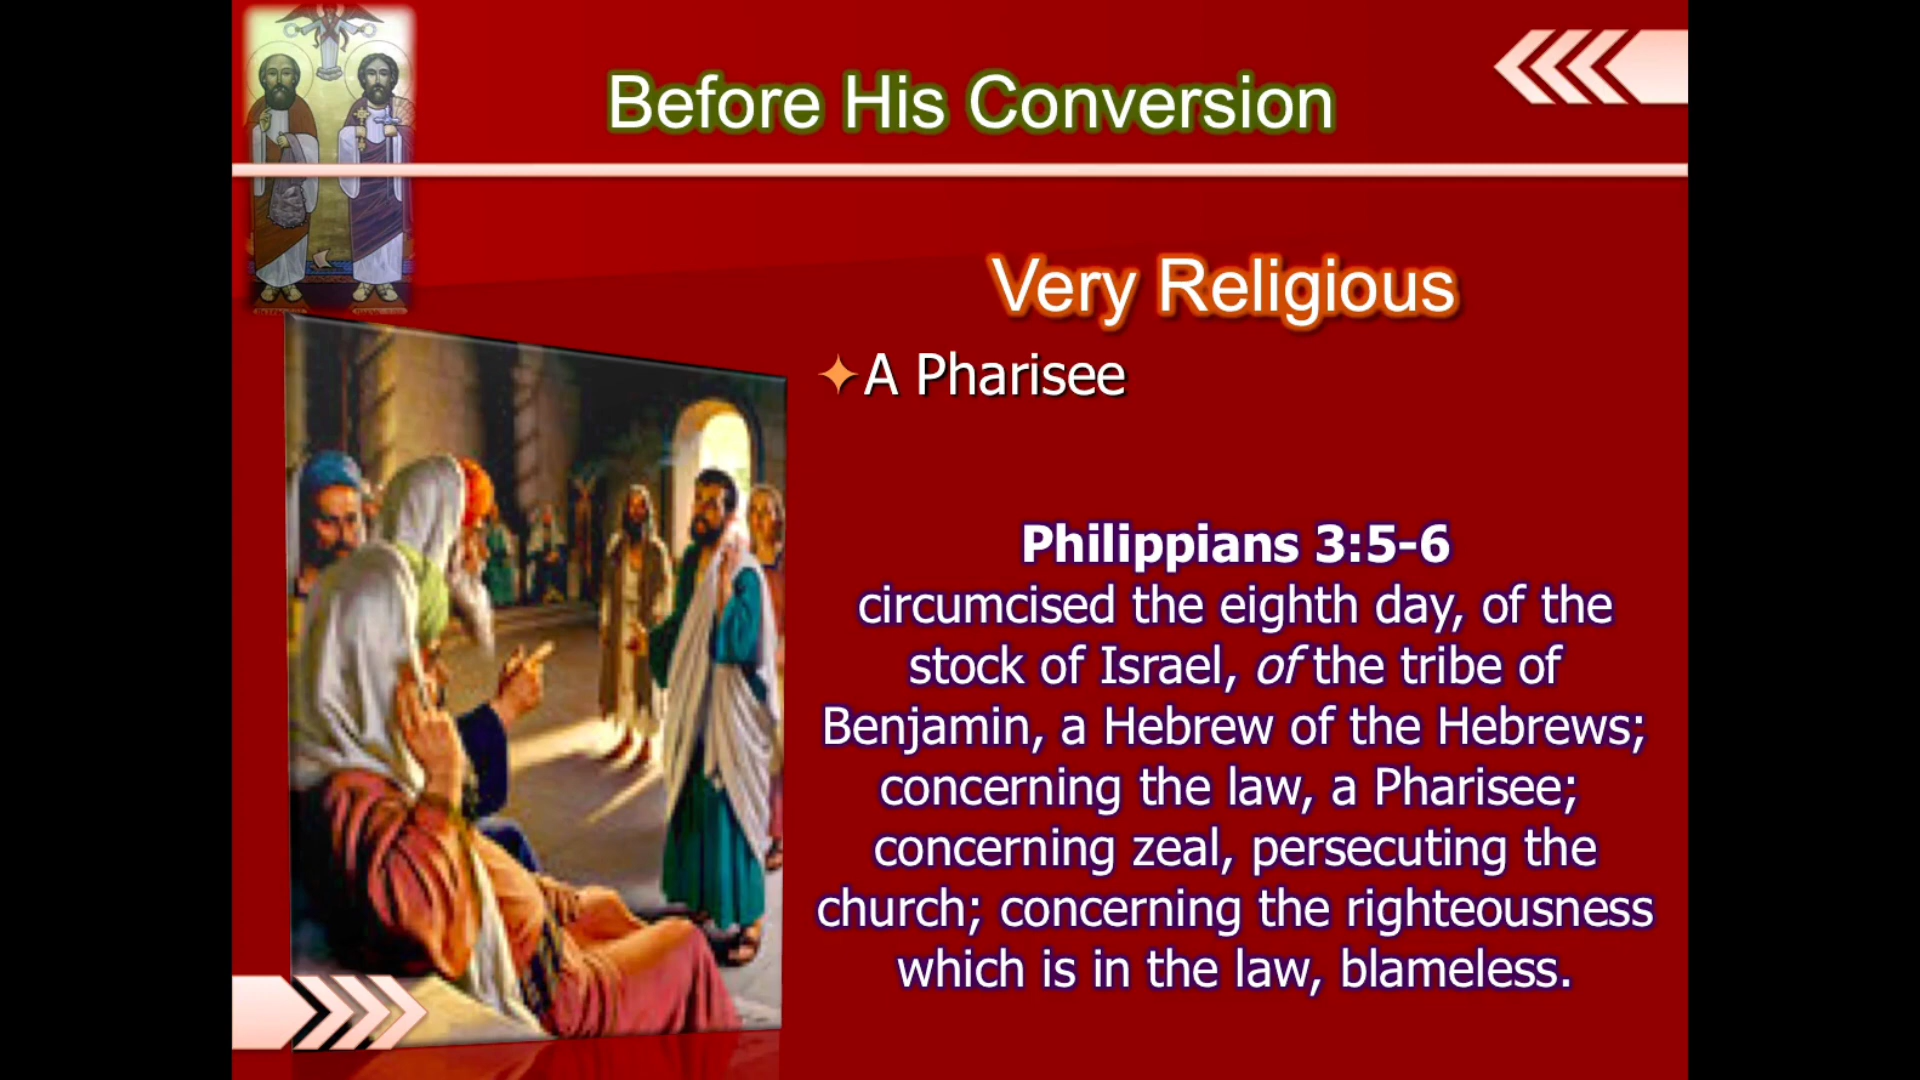 Before His Conversion
Very Religious
A Pharisee
Philippians 3:5-6
circumcised the eighth day, of the
stock of Israel, of the tribe of
Benjamin, a Hebrew of the Hebrews;
concerning the law, a Pharisee;
concerning zeal, persecuting the
church; concerning the righteousness
which is in the law, blameless.